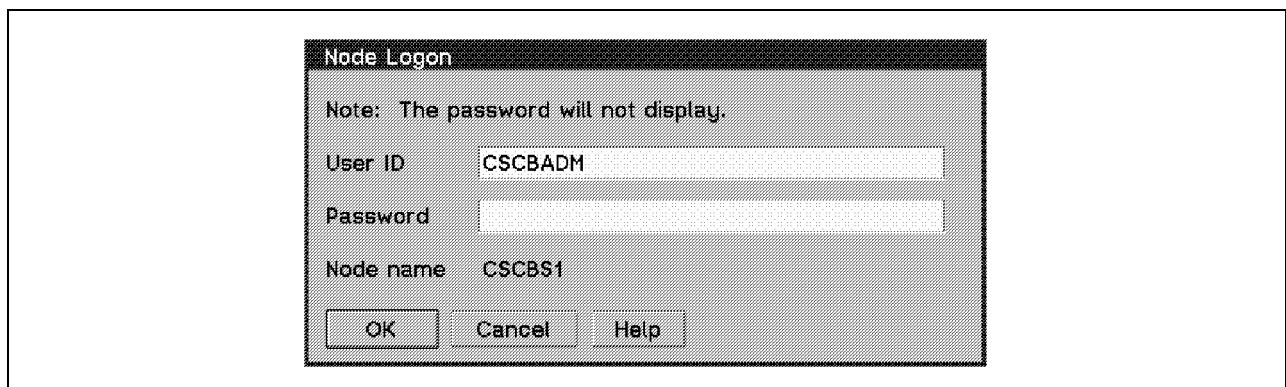 Node Logon
Note: The password will not display.
User ID CSCBADM
Password
Node name CSCBS1
OK Cancel Help